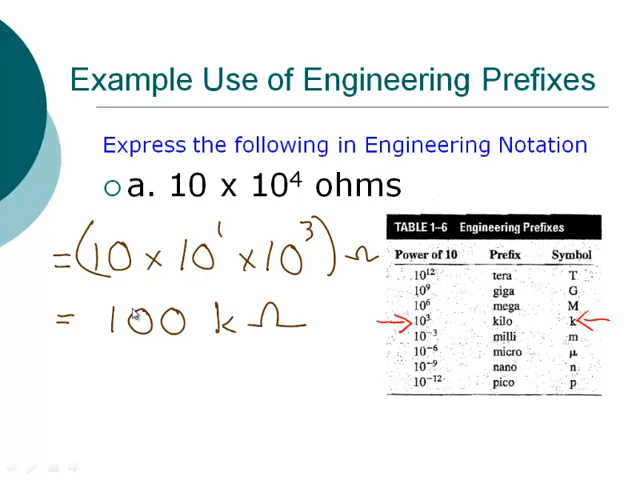 Example Use of Engineering Prefixes
Express the following in Engineering Notation
a. 10 x 10⁴ ohms
= (10 × 10¹ × 10³) Ω
= 100 k Ω
TABLE 1–6 Engineering Prefixes
Power of 10 Prefix Symbol
10¹² tera T
10⁹ giga G
10⁶ mega M
10³ kilo k
10⁻³ milli m
10⁻⁶ micro μ
10⁻⁹ nano n
10⁻¹² pico p